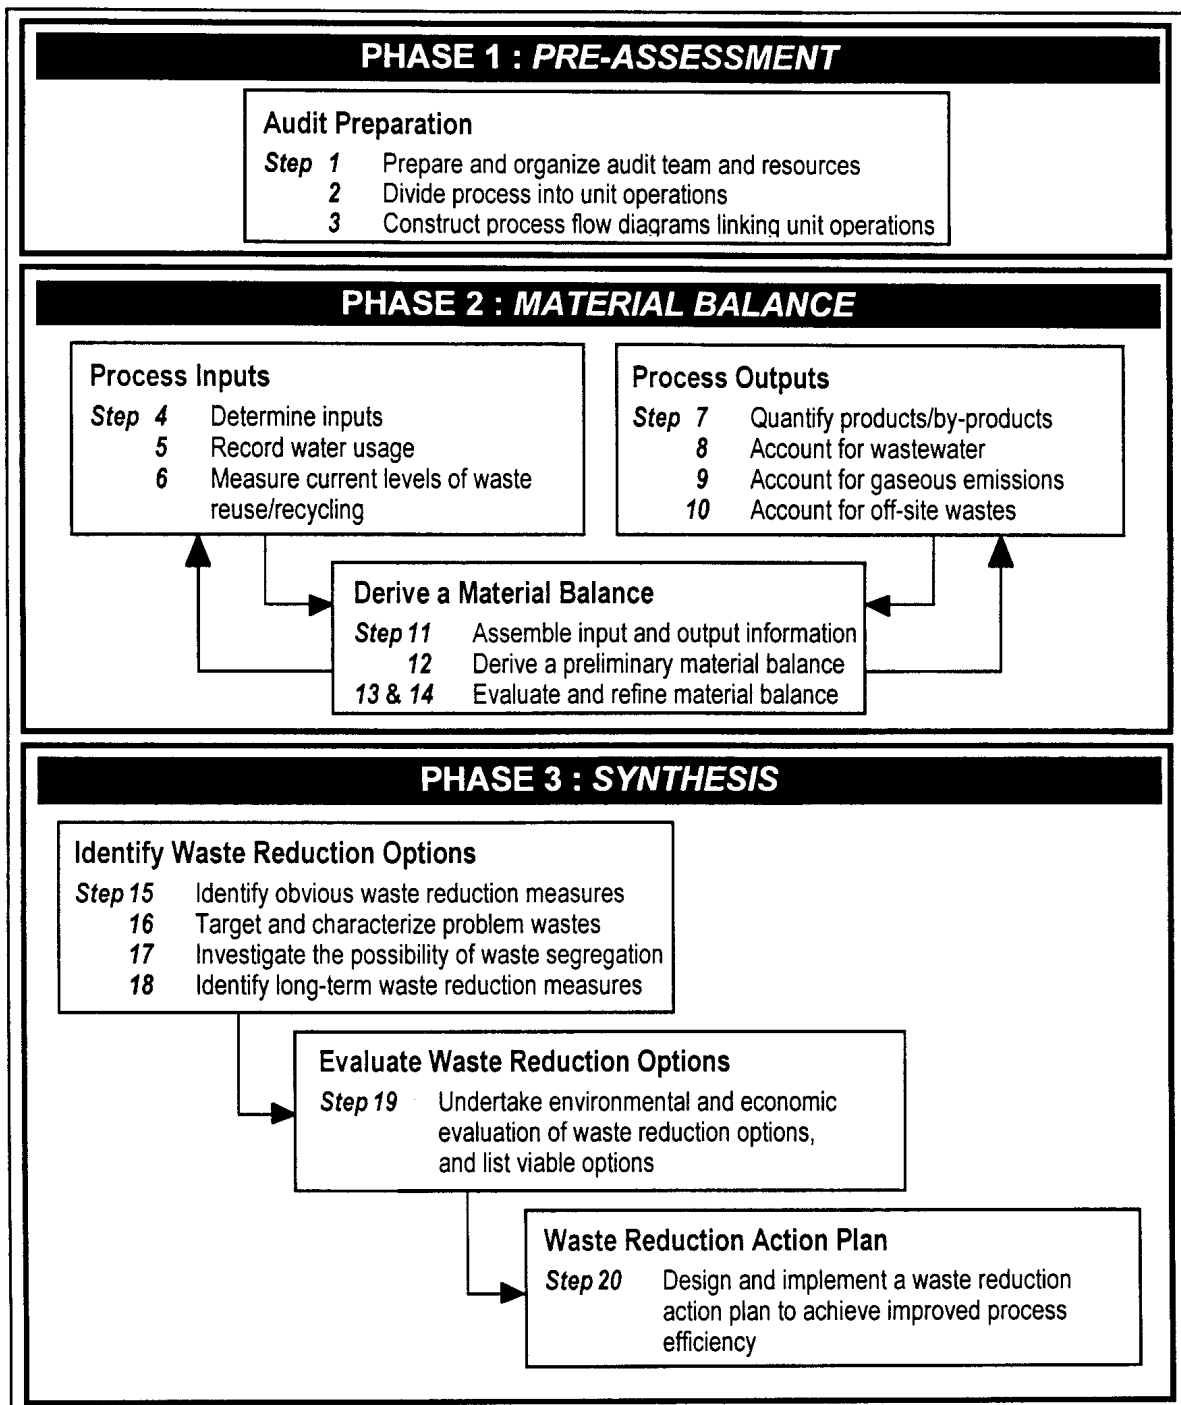 PHASE 1 : PRE-ASSESSMENT
Audit Preparation
Step 1 Prepare and organize audit team and resources
2 Divide process into unit operations
3 Construct process flow diagrams linking unit operations
PHASE 2 : MATERIAL BALANCE
Process Inputs
Step 4 Determine inputs
5 Record water usage
6 Measure current levels of waste
reuse/recycling
Process Outputs
Step 7 Quantify products/by-products
8 Account for wastewater
9 Account for gaseous emissions
10 Account for off-site wastes
Derive a Material Balance
Step 11 Assemble input and output information
12 Derive a preliminary material balance
13 & 14 Evaluate and refine material balance
PHASE 3 : SYNTHESIS
Identify Waste Reduction Options
Step 15 Identify obvious waste reduction measures
16 Target and characterize problem wastes
17 Investigate the possibility of waste segregation
18 Identify long-term waste reduction measures
Evaluate Waste Reduction Options
Step 19 Undertake environmental and economic
evaluation of waste reduction options,
and list viable options
Waste Reduction Action Plan
Step 20 Design and implement a waste reduction
action plan to achieve improved process
efficiency